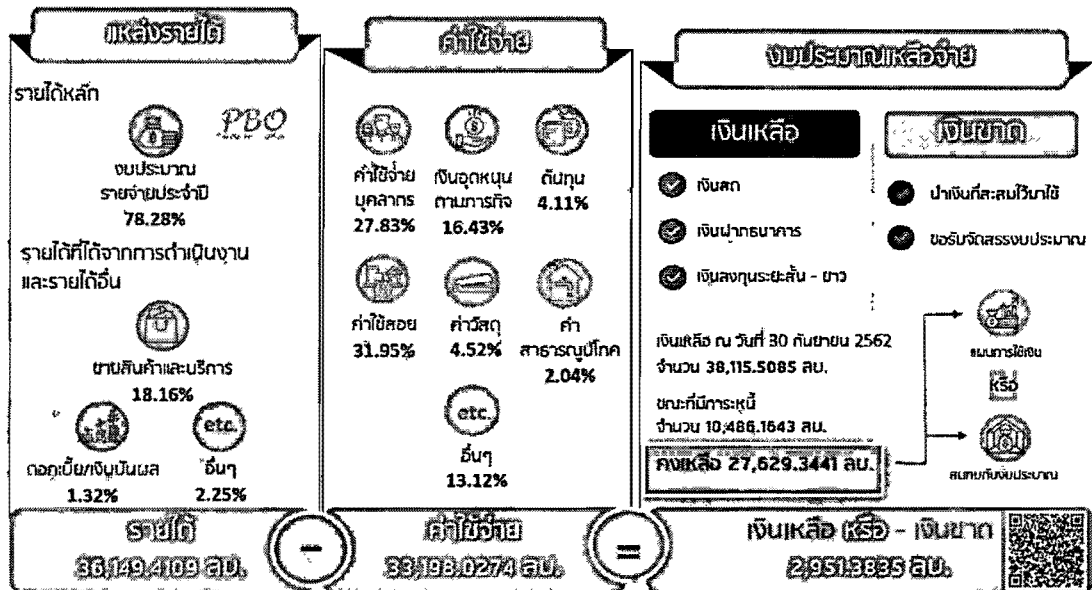 แหล่งรายได้
รายได้หลัก
PBO
งบประมาณ
รายจ่ายประจำปี
78.28%
รายได้ที่ได้จากการดำเนินงาน
และรายได้อื่น
ขายสินค้าและบริการ
18.16%
ดอกเบี้ย/เงินปันผล
1.32%
etc.
อื่นๆ
2.25%
รายได้
36,149.4109 ลบ.
-
ค่าใช้จ่าย
ค่าใช้จ่าย
บุคลากร
27.83%
เงินอุดหนุน
ตามภารกิจ
16.43%
ต้นทุน
4.11%
ค่าใช้สอย
31.95%
ค่าวัสดุ
4.52%
ค่า
สาธารณูปโภค
2.04%
etc.
อื่นๆ
13.12%
ค่าใช้จ่าย
33,198.0274 ลบ.
=
งบประมาณเหลือจ่าย
เงินเหลือ
เงินสด
เงินฝากธนาคาร
เงินลงทุนระยะสั้น - ยาว
เงินขาด
นำเงินที่สะสมไว้มาใช้
ขอรับจัดสรรงบประมาณ
เงินเหลือ ณ วันที่ 30 กันยายน 2562
จำนวน 38,115.5085 ลบ.
ขณะที่มีภาระหนี้
จำนวน 10,486.1643 ลบ.
คงเหลือ 27,629.3441 ลบ.
แผนการใช้เงิน
หรือ
สมทบกับงบประมาณ
เงินเหลือ หรือ - เงินขาด
2,951.3835 ลบ.